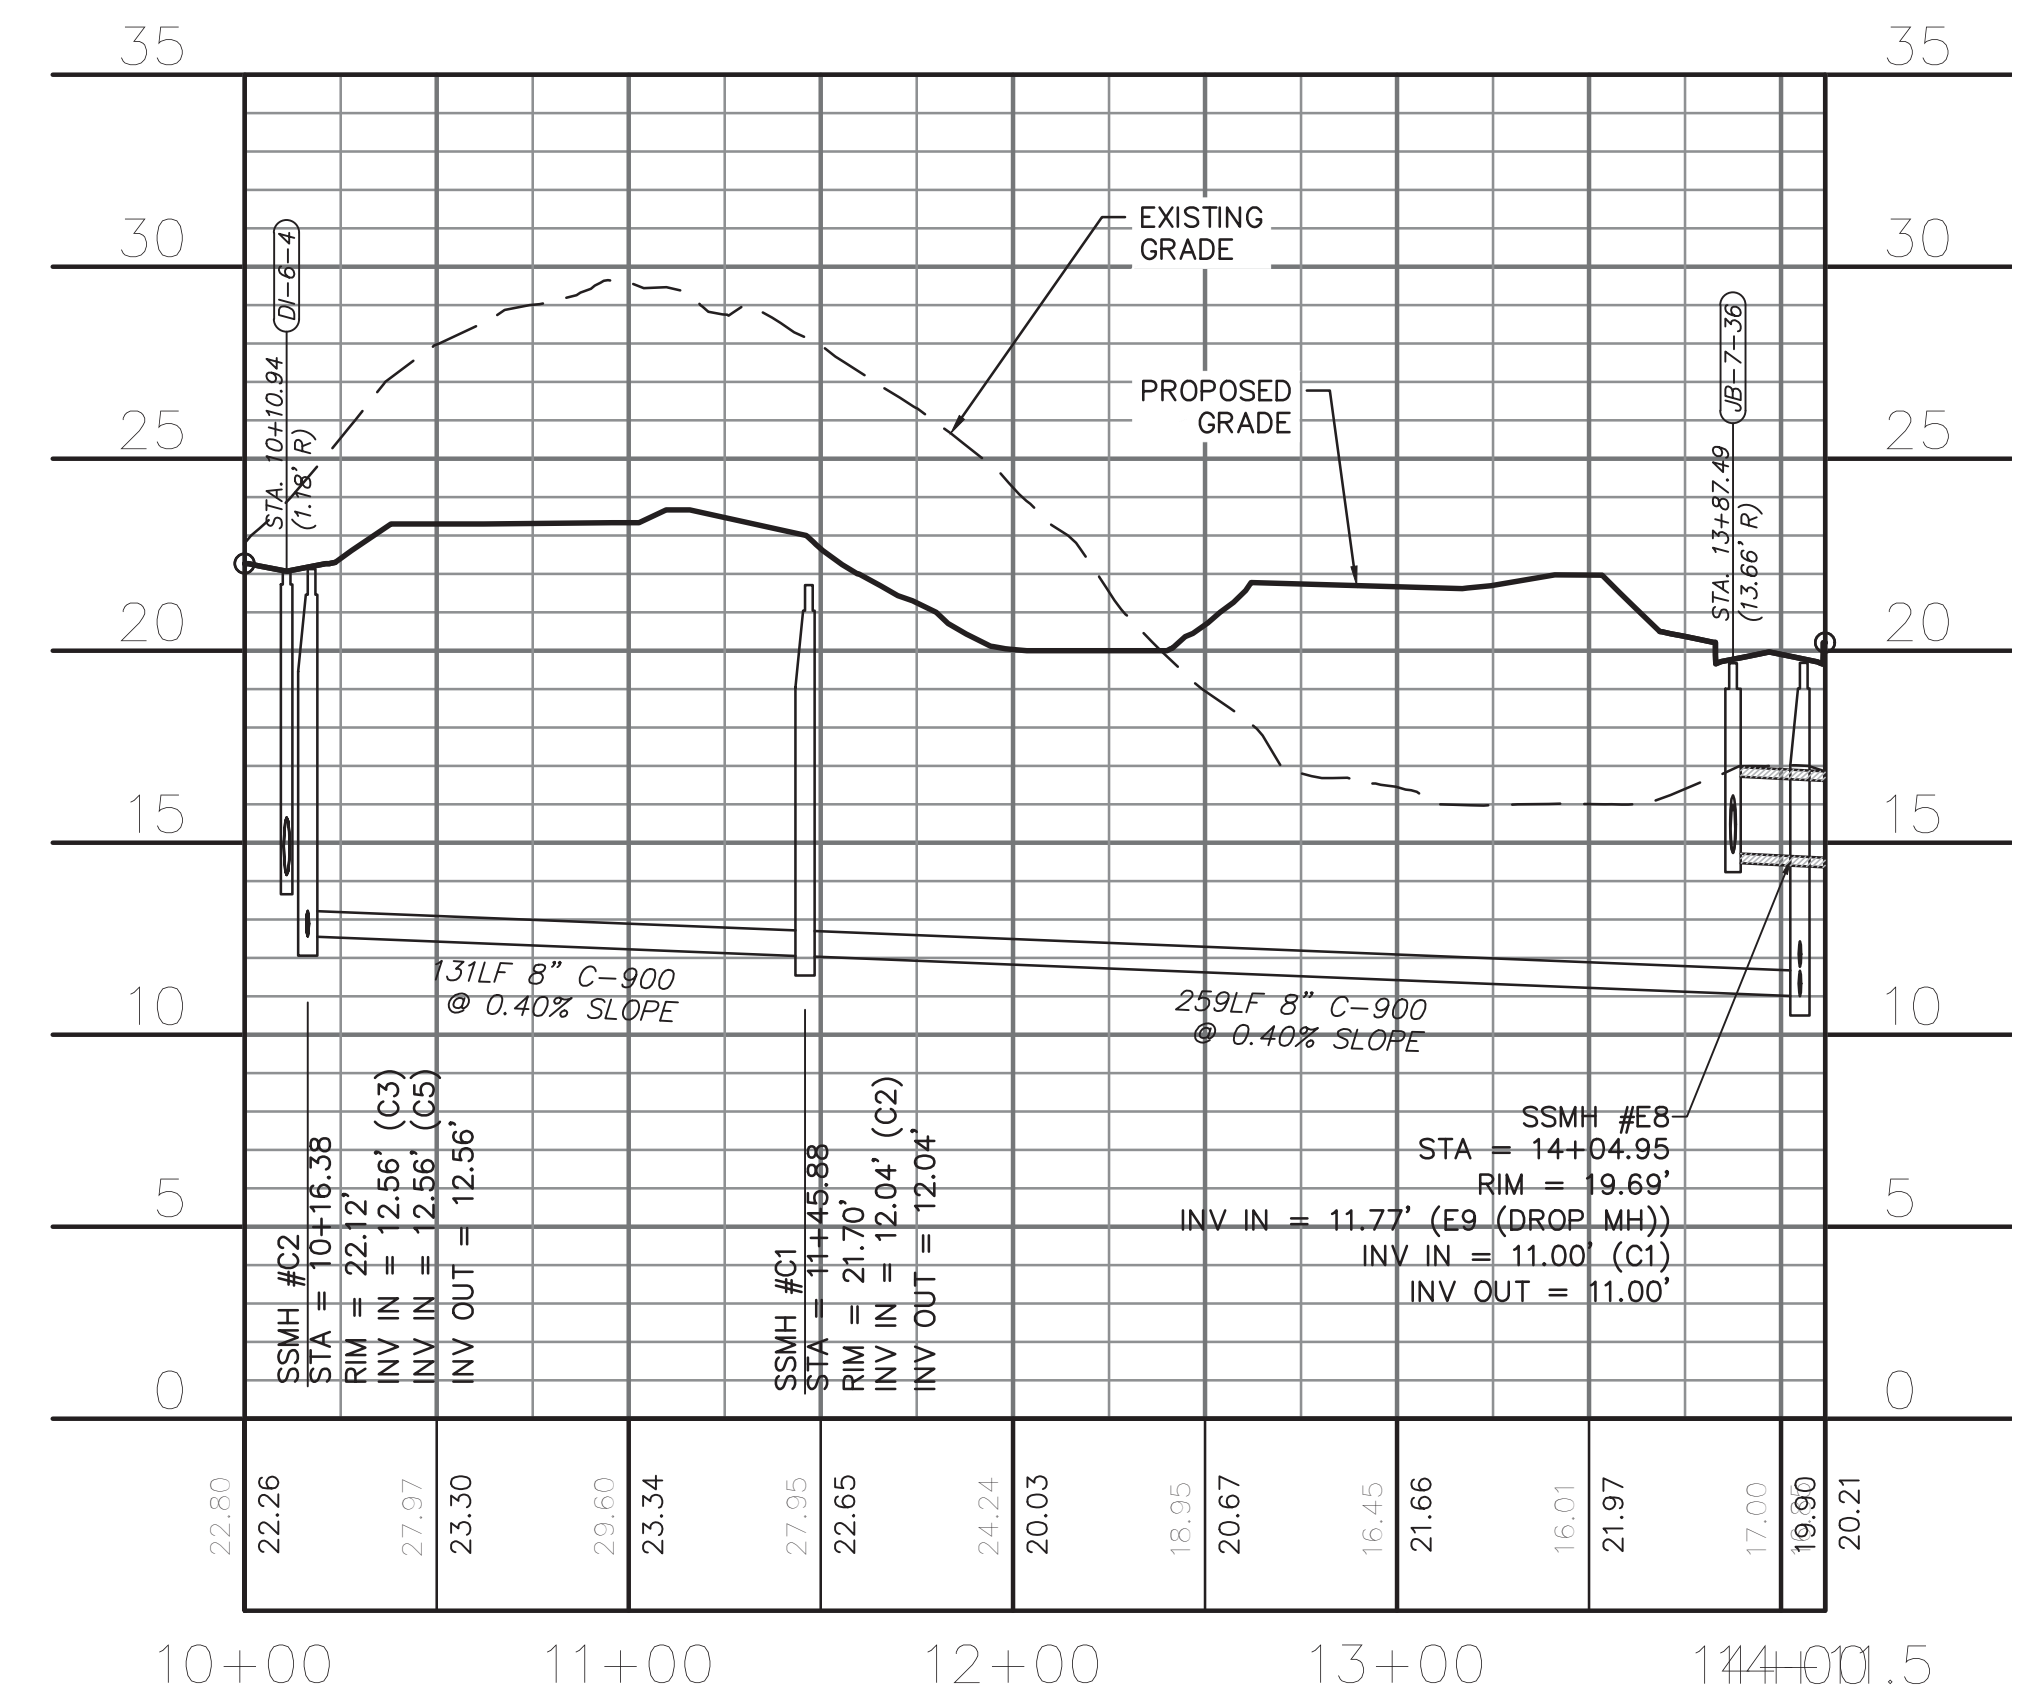 35
35
30
30
25
25
20
20
15
15
10
10
5
5
0
0
DI-6-4
STA. 10+10.94
(1.18' R)
EXISTING
GRADE
PROPOSED
GRADE
JB-7-36
STA. 13+87.49
(13.66' R)
131LF 8" C-900
@ 0.40% SLOPE
259LF 8" C-900
@ 0.40% SLOPE
SSMH #C2
STA = 10+16.38
RIM = 22.12'
INV IN = 12.56' (C3)
INV IN = 12.56' (C5)
INV OUT = 12.56'
SSMH #C1
STA = 11+45.88
RIM = 21.70'
INV IN = 12.04' (C2)
INV OUT = 12.04'
SSMH #E8
STA = 14+04.95
RIM = 19.69'
INV IN = 11.77' (E9 (DROP MH))
INV IN = 11.00' (C1)
INV OUT = 11.00'
22.80
22.26
27.97
23.30
29.60
23.34
27.95
22.65
24.24
20.03
18.95
20.67
16.45
21.66
16.01
21.97
17.00
19.90
20.21
10+00
11+00
12+00
13+00
14+00